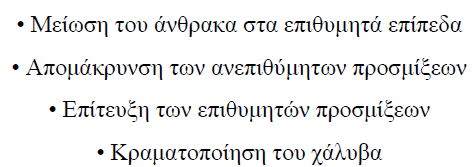 • Μείωση του άνθρακα στα επιθυμητά επίπεδα
• Απομάκρυνση των ανεπιθύμητων προσμίξεων
• Επίτευξη των επιθυμητών προσμίξεων
• Κραματοποίηση του χάλυβα